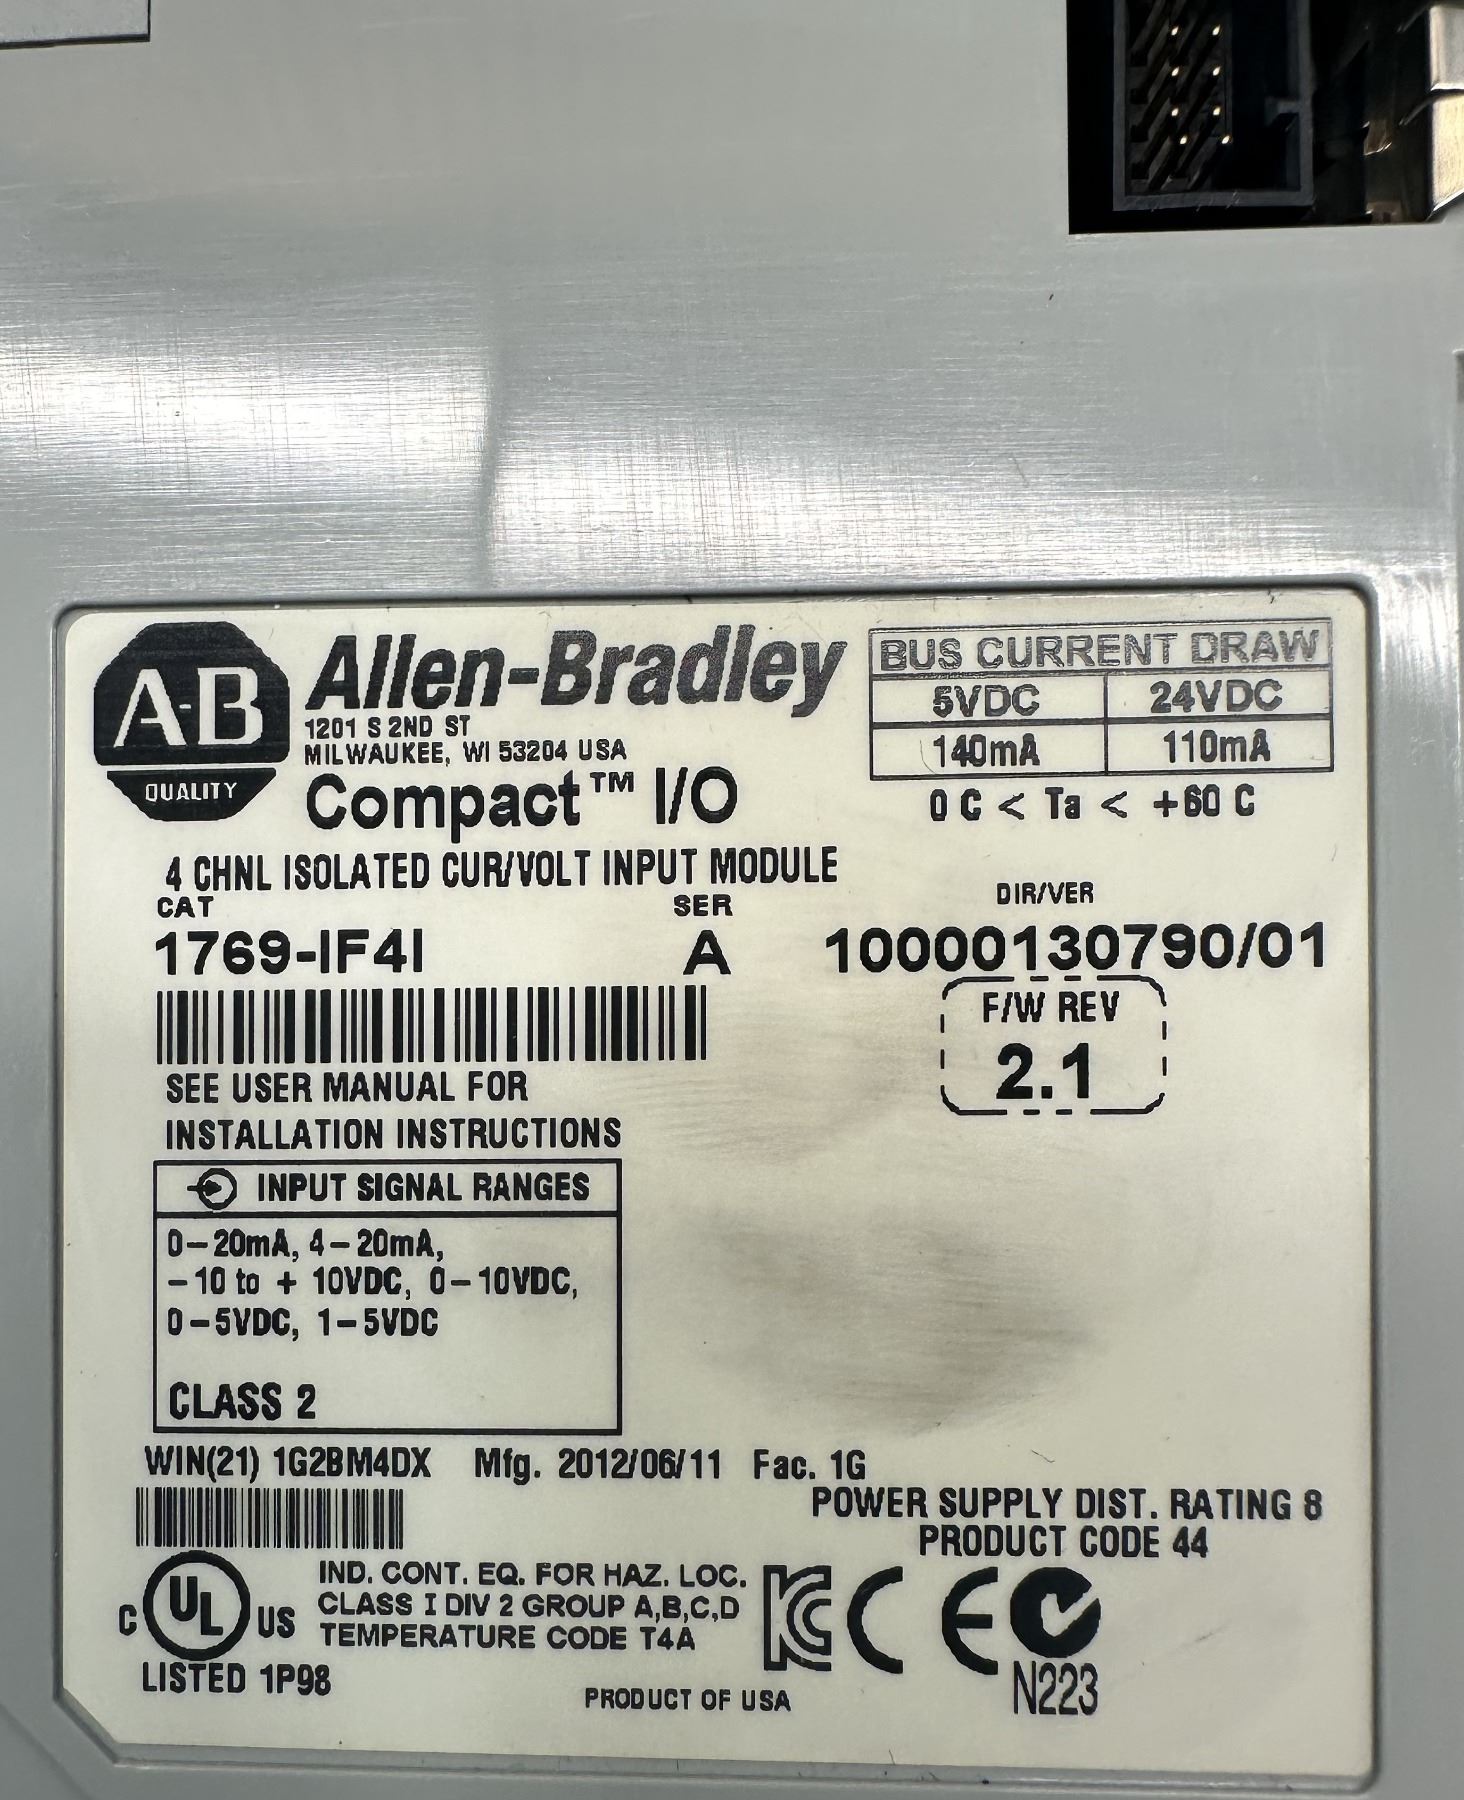 A-B
QUALITY
Allen-Bradley
1201 S 2ND ST
MILWAUKEE, WI 53204 USA
Compact™ I/O
BUS CURRENT DRAW
5VDC 24VDC
140mA 110mA
0 C < Ta < +60 C
4 CHNL ISOLATED CUR/VOLT INPUT MODULE
CAT SER DIR/VER
1769-IF4I A 10000130790/01
F/W REV
2.1
SEE USER MANUAL FOR
INSTALLATION INSTRUCTIONS
INPUT SIGNAL RANGES
0-20mA, 4-20mA,
-10 to + 10VDC, 0-10VDC,
0-5VDC, 1-5VDC
CLASS 2
WIN(21) 1G2BM4DX Mfg. 2012/06/11 Fac. 1G
POWER SUPPLY DIST. RATING 8
PRODUCT CODE 44
C UL US
LISTED 1P98
IND. CONT. EQ. FOR HAZ. LOC.
CLASS I DIV 2 GROUP A,B,C,D
TEMPERATURE CODE T4A
KC CE
N223
PRODUCT OF USA